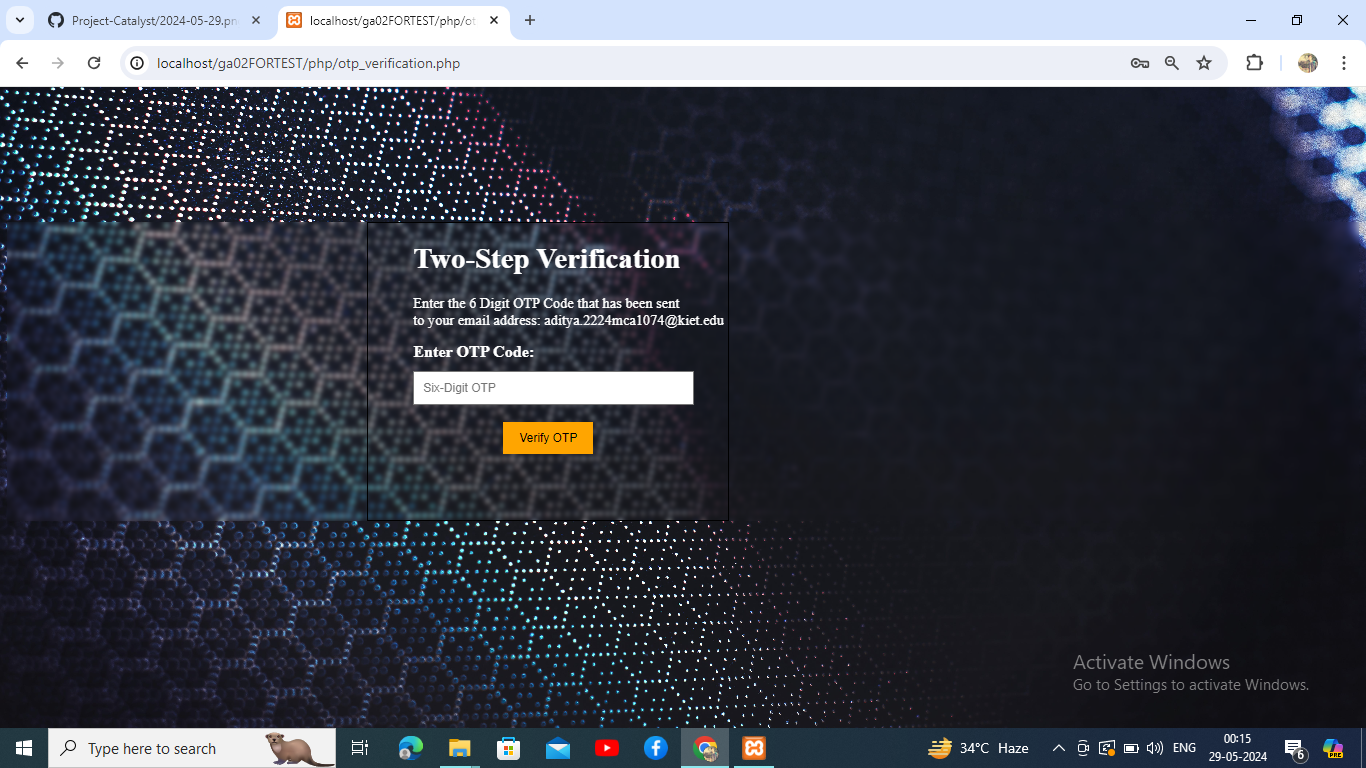 Project-Catalyst/2024-05-29.pn
localhost/ga02FORTEST/php/ot
localhost/ga02FORTEST/php/otp_verification.php
Two-Step Verification
Enter the 6 Digit OTP Code that has been sent
to your email address: aditya.2224mca1074@kiet.edu
Enter OTP Code:
Six-Digit OTP
Verify OTP
Activate Windows
Go to Settings to activate Windows.
Type here to search
34°C Haze
ENG
00:15
29-05-2024
6
PRE